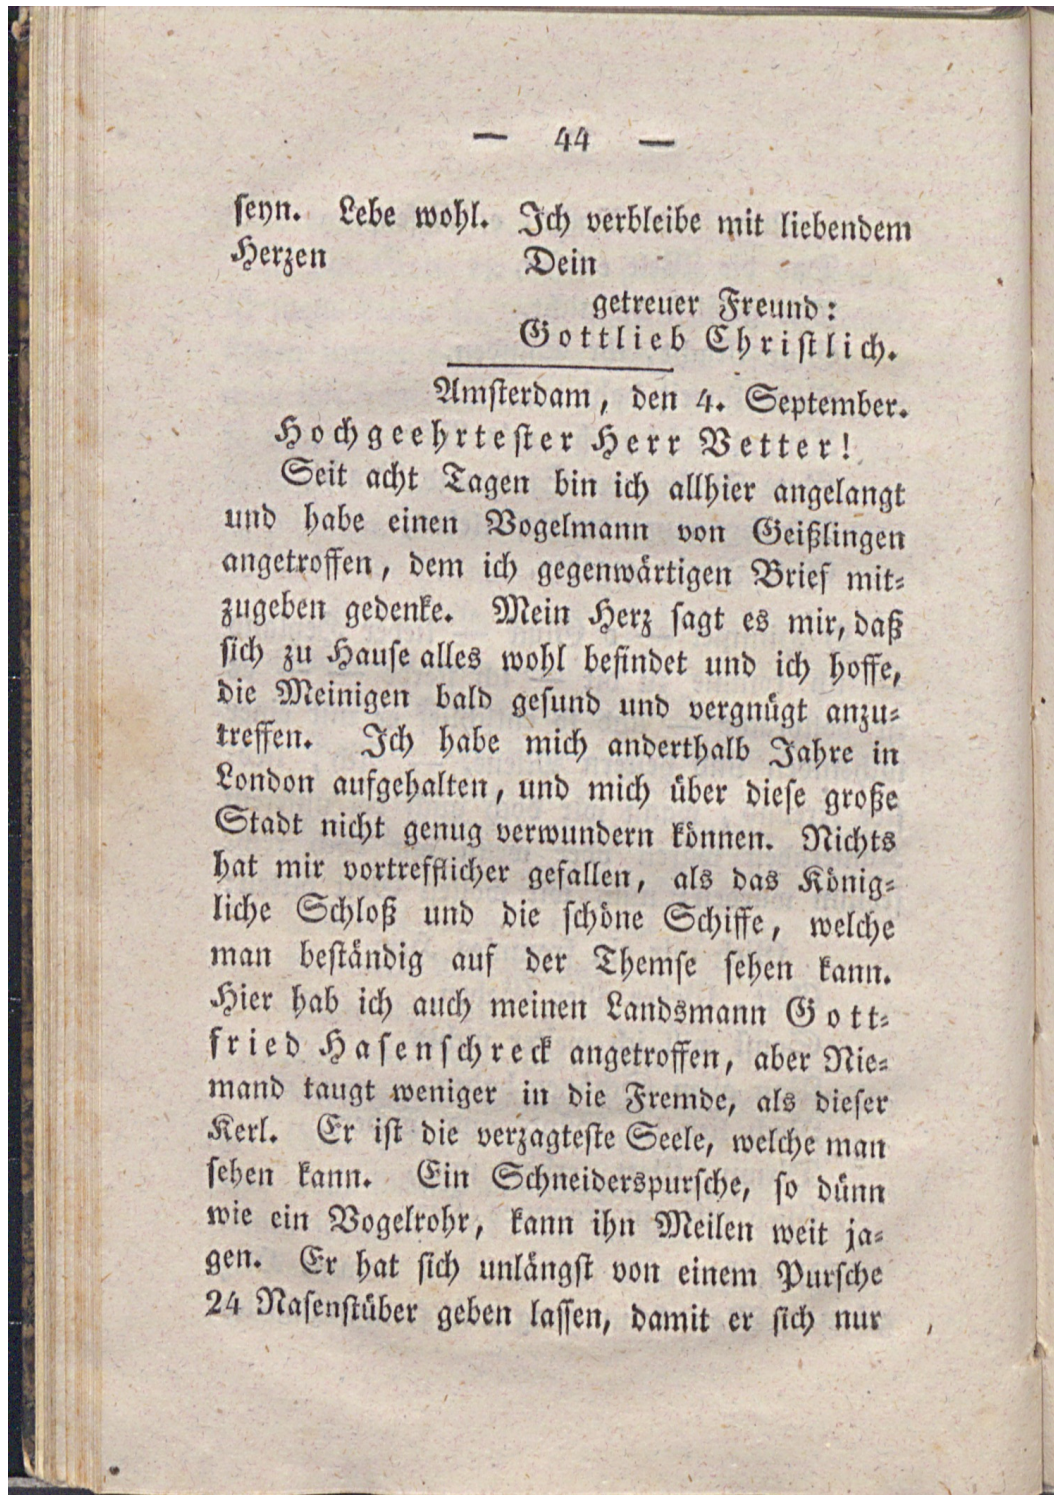 — 44 —
seyn. Lebe wohl. Ich verbleibe mit liebendem
Herzen Dein
getreuer Freund:
Gottlieb Christlich.
Amsterdam, den 4. September.
Hochgeehrtester Herr Vetter!
Seit acht Tagen bin ich allhier angelangt
und habe einen Vogelmann von Geißlingen
angetroffen, dem ich gegenwärtigen Brief mit-
zugeben gedenke. Mein Herz sagt es mir, daß
sich zu Hause alles wohl befindet und ich hoffe,
die Meinigen bald gesund und vergnügt anzu-
treffen. Ich habe mich anderthalb Jahre in
London aufgehalten, und mich über diese große
Stadt nicht genug verwundern können. Nichts
hat mir vortrefflicher gefallen, als das König-
liche Schloß und die schöne Schiffe, welche
man beständig auf der Themse sehen kann.
Hier hab ich auch meinen Landsmann Gott-
fried Hasenschreck angetroffen, aber Nie-
mand taugt weniger in die Fremde, als dieser
Kerl. Er ist die verzagteste Seele, welche man
sehen kann. Ein Schneiderspursche, so dünn
wie ein Vogelrohr, kann ihn Meilen weit ja-
gen. Er hat sich unlängst von einem Pursche
24 Nasenstüber geben lassen, damit er sich nur